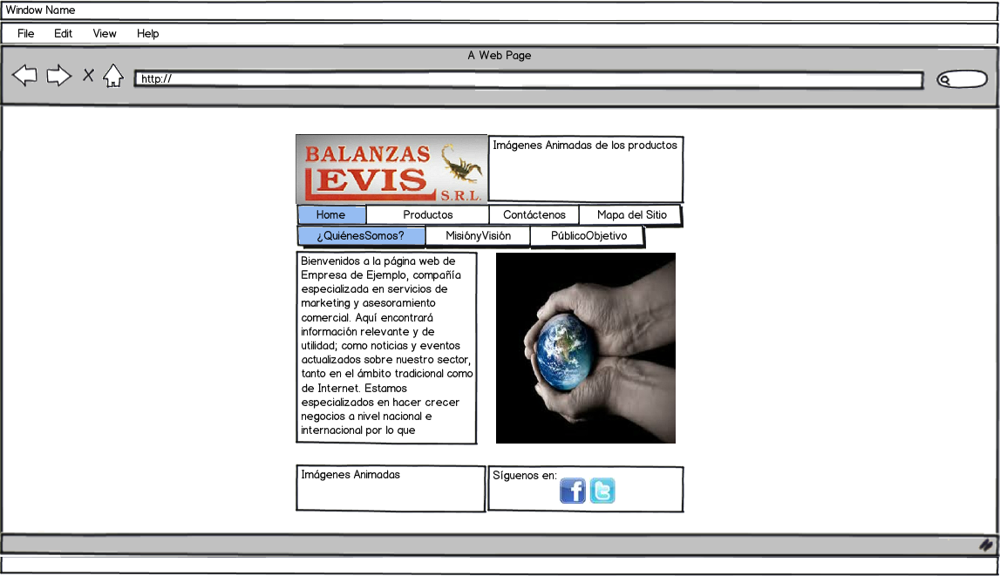 Window Name
File Edit View Help
A Web Page
http://
BALANZAS
LEVIS
S.R.L.
Imágenes Animadas de los productos
Home Productos Contáctenos Mapa del Sitio
¿QuiénesSomos? MisiónyVisión PúblicoObjetivo
Bienvenidos a la página web de
Empresa de Ejemplo, compañía
especializada en servicios de
marketing y asesoramiento
comercial. Aquí encontrará
información relevante y de
utilidad; como noticias y eventos
actualizados sobre nuestro sector,
tanto en el ámbito tradicional como
de Internet. Estamos
especializados en hacer crecer
negocios a nivel nacional e
internacional por lo que
Imágenes Animadas
Síguenos en: